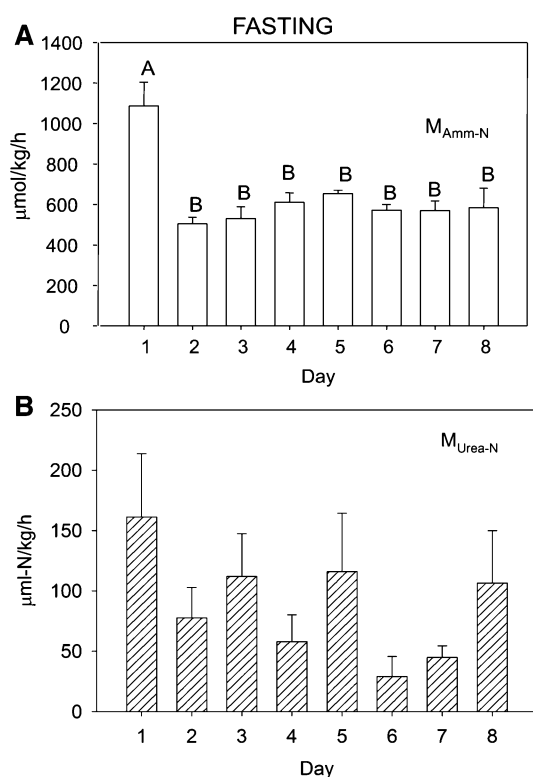 A
FASTING
1400
1200
1000
800
600
400
200
0
μmol/kg/h
A
B
B
B
B
B
B
B
M_Amm-N
1 2 3 4 5 6 7 8
Day
B
250
200
150
100
50
0
μml-N/kg/h
M_Urea-N
1 2 3 4 5 6 7 8
Day